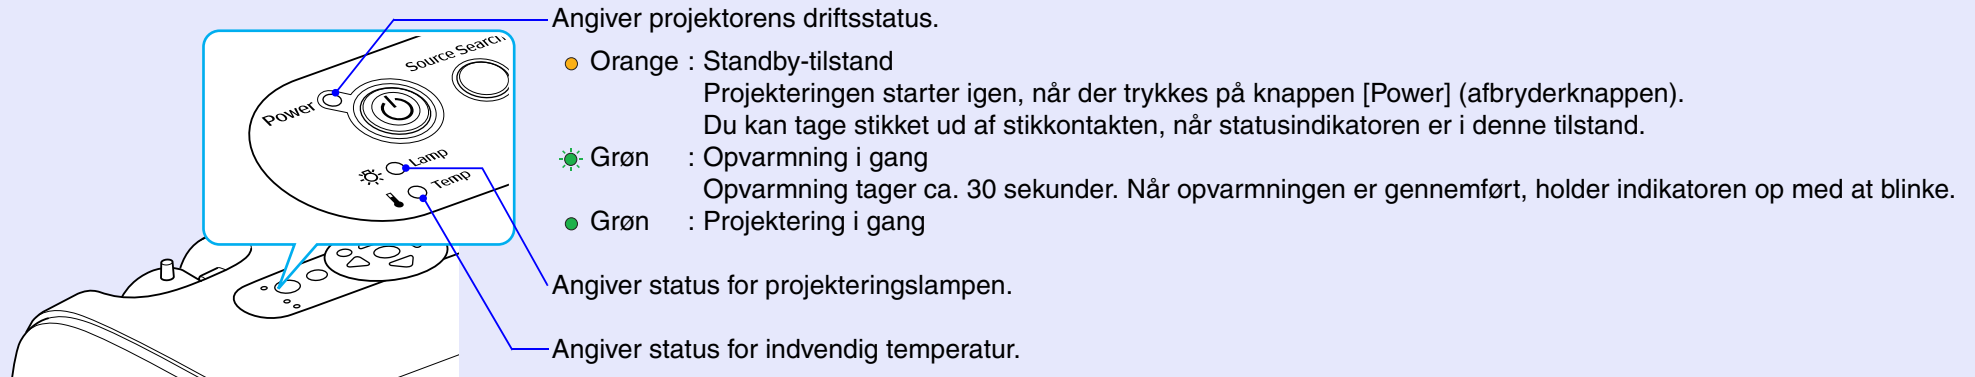 Angiver projektorens driftsstatus.
Orange : Standby-tilstand
Projekteringen starter igen, når der trykkes på knappen [Power] (afbryderknappen).
Du kan tage stikket ud af stikkontakten, når statusindikatoren er i denne tilstand.
Grøn : Opvarmning i gang
Opvarmning tager ca. 30 sekunder. Når opvarmningen er gennemført, holder indikatoren op med at blinke.
Grøn : Projektering i gang
Angiver status for projekteringslampen.
Angiver status for indvendig temperatur.
Source Search
Power
Lamp
Temp